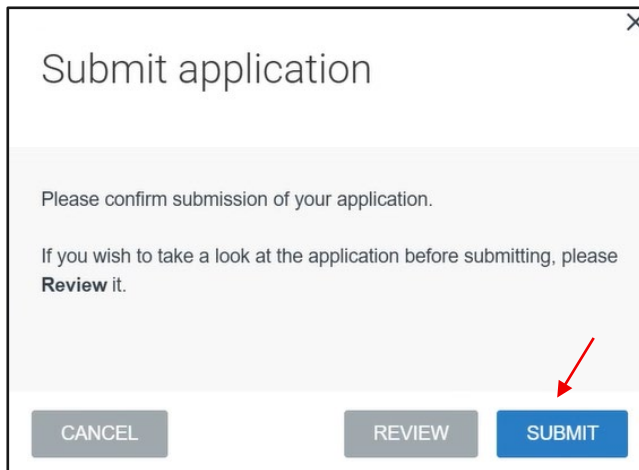 Submit application
Please confirm submission of your application.
If you wish to take a look at the application before submitting, please
Review it.
CANCEL
REVIEW
SUBMIT